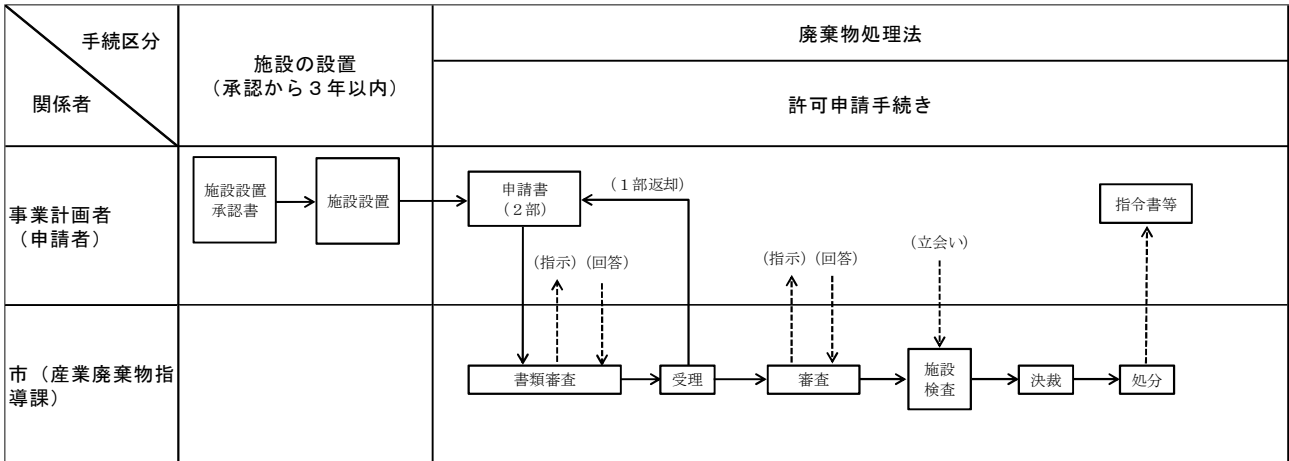 手続区分
関係者
施設の設置
（承認から３年以内）
廃棄物処理法
許可申請手続き
事業計画者
（申請者）
施設設置
承認書
施設設置
申請書
（２部）
（１部返却）
指令書等
(指示)
(回答)
(指示)
(回答)
(立会い)
市（産業廃棄物指
導課）
書類審査
受理
審査
施設
検査
決裁
処分